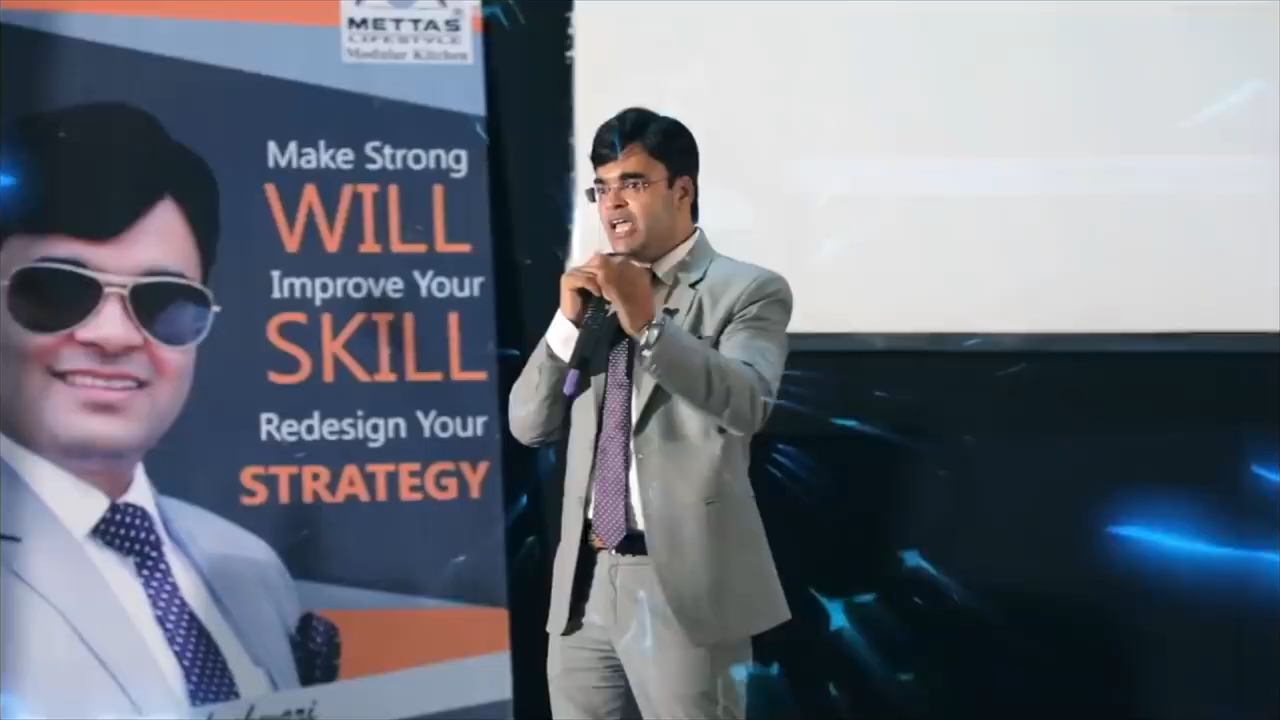 METTAS
LIFESTYLE
Modular Kitchen
Make Strong
WILL
Improve Your
SKILL
Redesign Your
STRATEGY